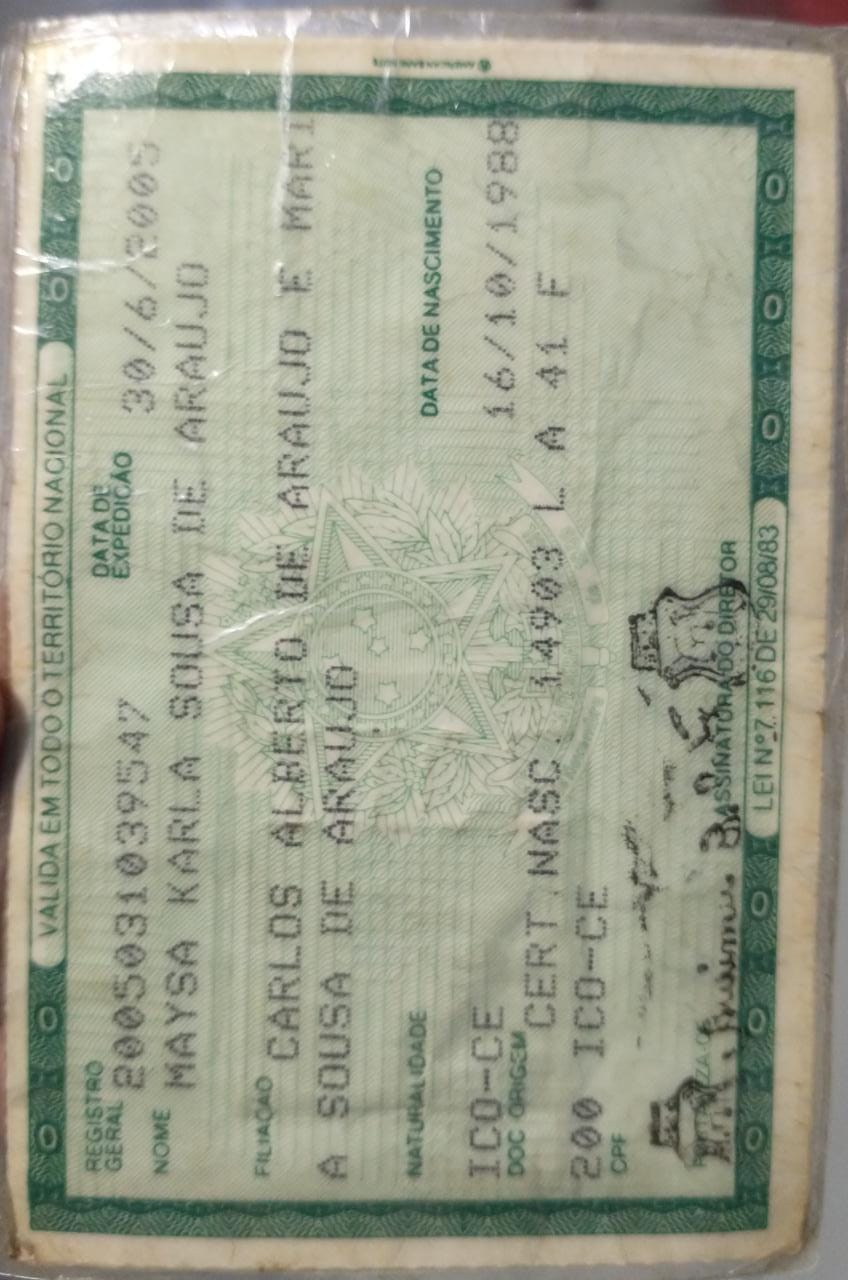 VALIDA EM TODO O TERRITÓRIO NACIONAL
REGISTRO GERAL 2005031039547 DATA DE EXPEDIÇÃO 30/6/2005
NOME MAYSA KARLA SOUSA DE ARAUJO
FILIAÇÃO CARLOS ALBERTO DE ARAUJO E MARI
A SOUSA DE ARAUJO
NATURALIDADE DATA DE NASCIMENTO
ICO-CE 16/10/1988
DOC ORIGEM CERT.NASC. 14903 L A 41 F
200 ICO-CE
CPF
ASSINATURA DO DIRETOR
LEI Nº 7.116 DE 29/08/83